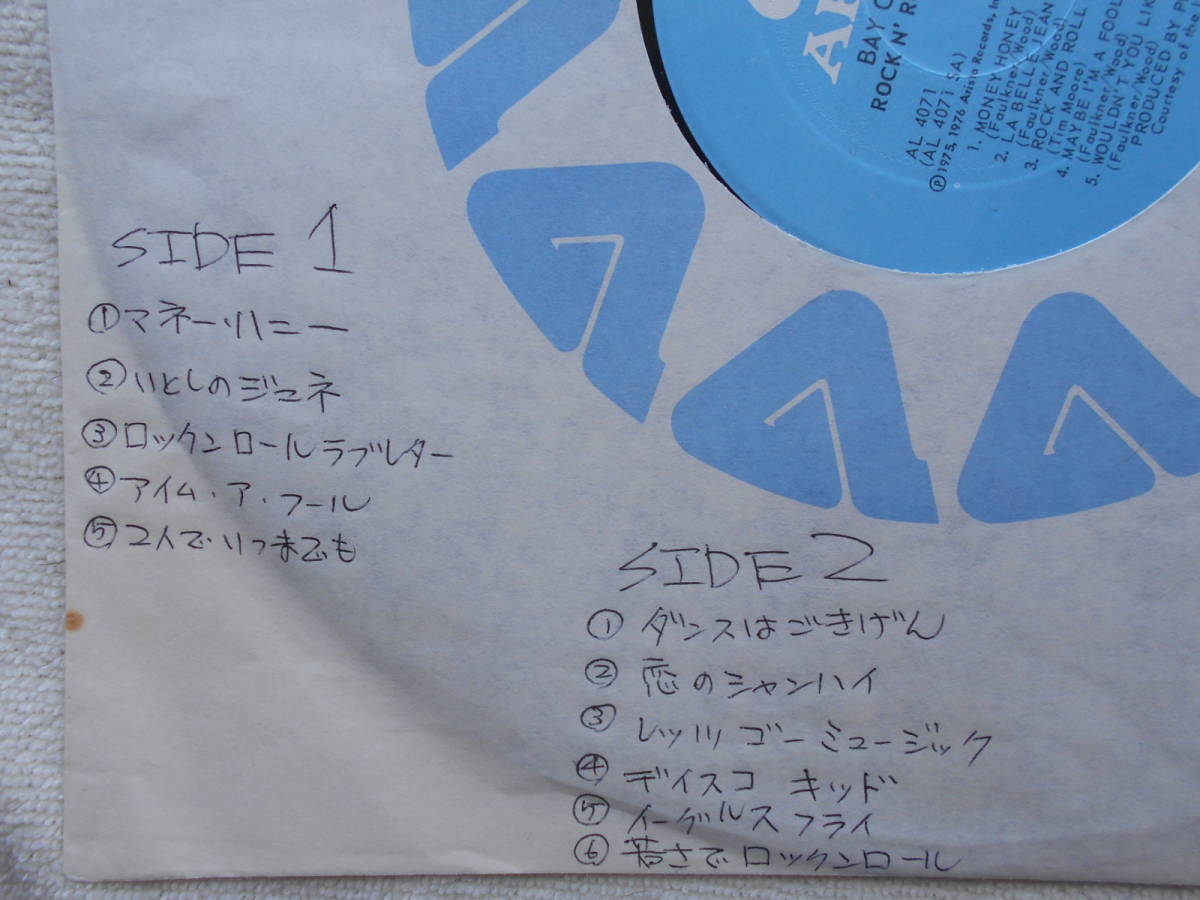 BAY C
ROCK N' R
AL 4071
(AL 4071 SA)
Ⓟ1975, 1976 Arista Records, In
1. MONEY HONEY
(Faulkner/Wood)
2. LA BELLE JEAN
(Faulkner/Wood)
3. ROCK AND ROLL
(Tim Moore)
4. MAYBE I'M A FOOL
(Faulkner/Wood)
5. WOULDN'T YOU LIK
(Faulkner/Wood)
PRODUCED BY P
Courtesy of the
SIDE 1
①マネー・ハニー
②いとしのジュネ
③ロックンロールラブレター
④アイム・ア・フール
⑤2人でいつまでも
SIDE 2
① ダンスはごきげん
② 恋のシャンハイ
③ レッツ ゴー ミュージック
④ デイスコ キッド
⑤ イーグルス フライ
⑥ 若さでロックンロール